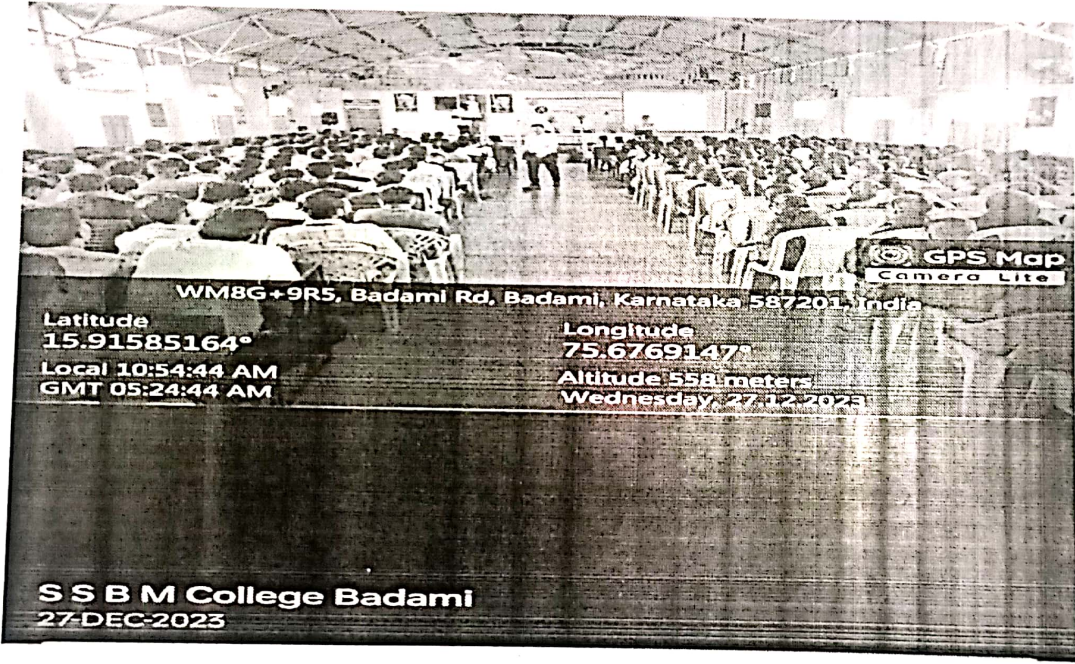 GPS Map
Camera Lite
WM8G+9R5, Badami Rd, Badami, Karnataka 587201, India
Latitude
15.91585164°
Longitude
75.6769147°
Local 10:54:44 AM
GMT 05:24:44 AM
Altitude 558 meters
Wednesday, 27.12.2023
S S B M College Badami
27-DEC-2023